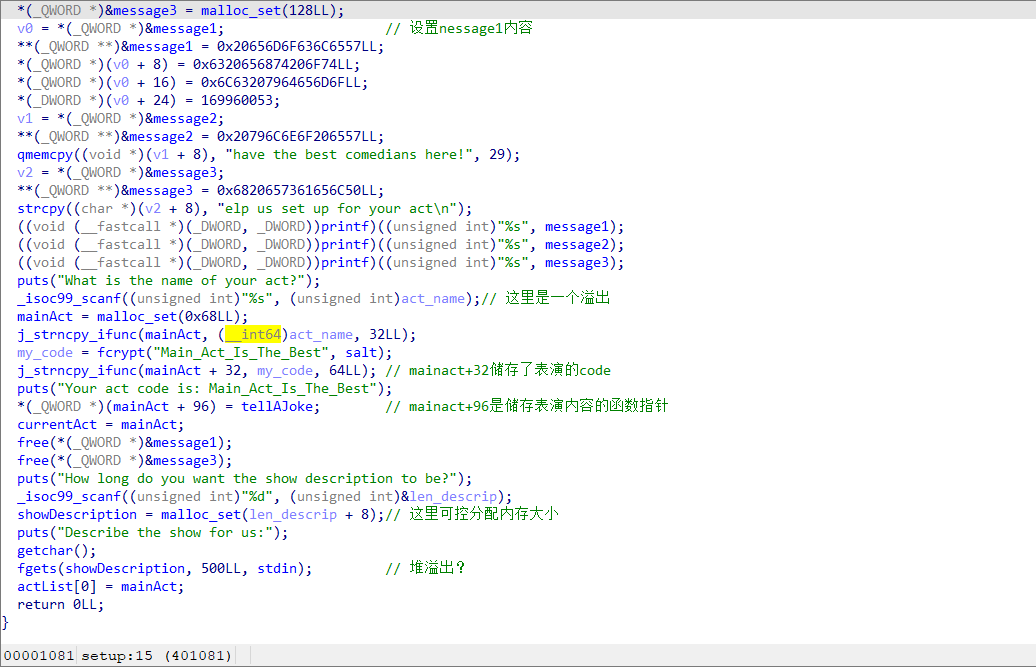 *(_QWORD *)&message3 = malloc_set(128LL);
v0 = *(_QWORD *)&message1; // 设置nessage1内容
**(_QWORD **)&message1 = 0x20656D6F636C6557LL;
*(_QWORD *)(v0 + 8) = 0x6320656874206F74LL;
*(_QWORD *)(v0 + 16) = 0x6C63207964656D6FLL;
*(_DWORD *)(v0 + 24) = 169960053;
v1 = *(_QWORD *)&message2;
**(_QWORD **)&message2 = 0x20796C6E6F206557LL;
qmemcpy((void *)(v1 + 8), "have the best comedians here!", 29);
v2 = *(_QWORD *)&message3;
**(_QWORD **)&message3 = 0x6820657361656C50LL;
strcpy((char *)(v2 + 8), "elp us set up for your act\n");
((void (__fastcall *)(_DWORD, _DWORD))printf)((unsigned int)"%s", message1);
((void (__fastcall *)(_DWORD, _DWORD))printf)((unsigned int)"%s", message2);
((void (__fastcall *)(_DWORD, _DWORD))printf)((unsigned int)"%s", message3);
puts("What is the name of your act?");
_isoc99_scanf((unsigned int)"%s", (unsigned int)act_name);// 这里是一个溢出
mainAct = malloc_set(0x68LL);
j_strncpy_ifunc(mainAct, (__int64)act_name, 32LL);
my_code = fcrypt("Main_Act_Is_The_Best", salt);
j_strncpy_ifunc(mainAct + 32, my_code, 64LL); // mainact+32储存了表演的code
puts("Your act code is: Main_Act_Is_The_Best");
*(_QWORD *)(mainAct + 96) = tellAJoke; // mainact+96是储存表演内容的函数指针
currentAct = mainAct;
free(*(_QWORD *)&message1);
free(*(_QWORD *)&message3);
puts("How long do you want the show description to be?");
_isoc99_scanf((unsigned int)"%d", (unsigned int)&len_descrip);
showDescription = malloc_set(len_descrip + 8);// 这里可控分配内存大小
puts("Describe the show for us:");
getchar();
fgets(showDescription, 500LL, stdin); // 堆溢出？
actList[0] = mainAct;
return 0LL;
}
00001081 setup:15 (401081)